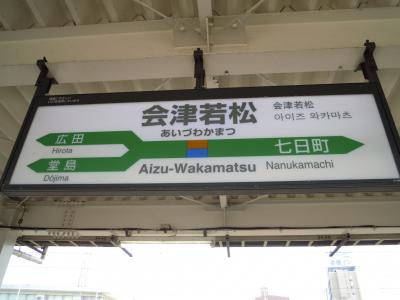 会津若松
あいづわかまつ
Aizu-Wakamatsu
会津若松
아이즈 와카마츠
広田
Hirota
堂島
Dōjima
七日町
Nanukamachi